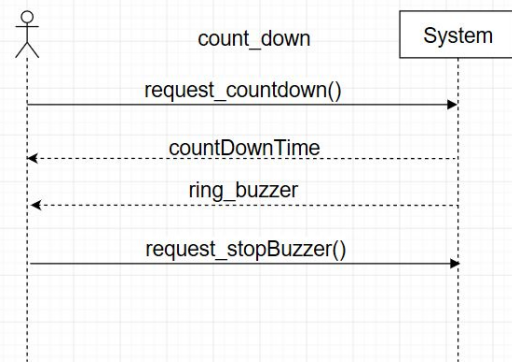 count_down
System
request_countdown()
countDownTime
ring_buzzer
request_stopBuzzer()